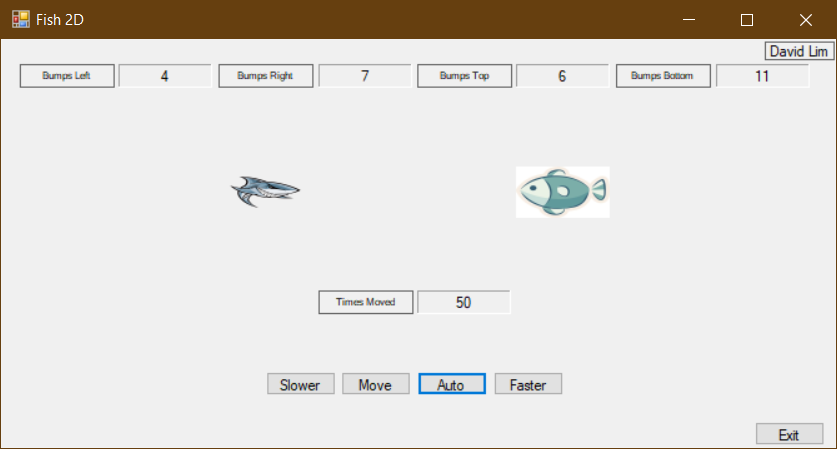 Fish 2D
David Lim
Bumps Left 4 Bumps Right 7 Bumps Top 6 Bumps Bottom 11
Times Moved 50
Slower Move Auto Faster
Exit